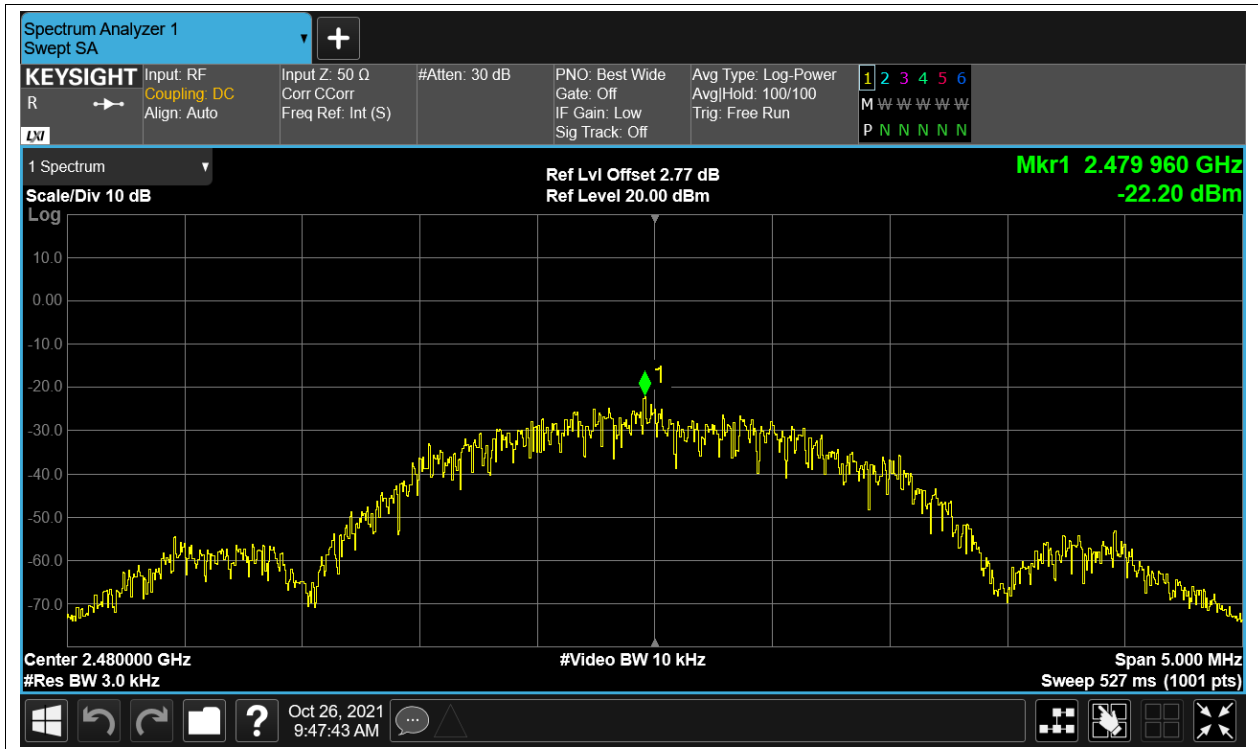 Spectrum Analyzer 1
Swept SA
+
KEYSIGHT
R
LXI
Input: RF
Coupling: DC
Align: Auto
Input Z: 50 Ω
Corr CCorr
Freq Ref: Int (S)
#Atten: 30 dB
PNO: Best Wide
Gate: Off
IF Gain: Low
Sig Track: Off
Avg Type: Log-Power
Avg|Hold: 100/100
Trig: Free Run
1 2 3 4 5 6
M W W W W W W
P N N N N N
1 Spectrum
Scale/Div 10 dB
Log
Ref Lvl Offset 2.77 dB
Ref Level 20.00 dBm
Mkr1 2.479 960 GHz
-22.20 dBm
10.0
0.00
-10.0
-20.0
-30.0
-40.0
-50.0
-60.0
-70.0
1
Center 2.480000 GHz
#Res BW 3.0 kHz
#Video BW 10 kHz
Span 5.000 MHz
Sweep 527 ms (1001 pts)
?
Oct 26, 2021
9:47:43 AM